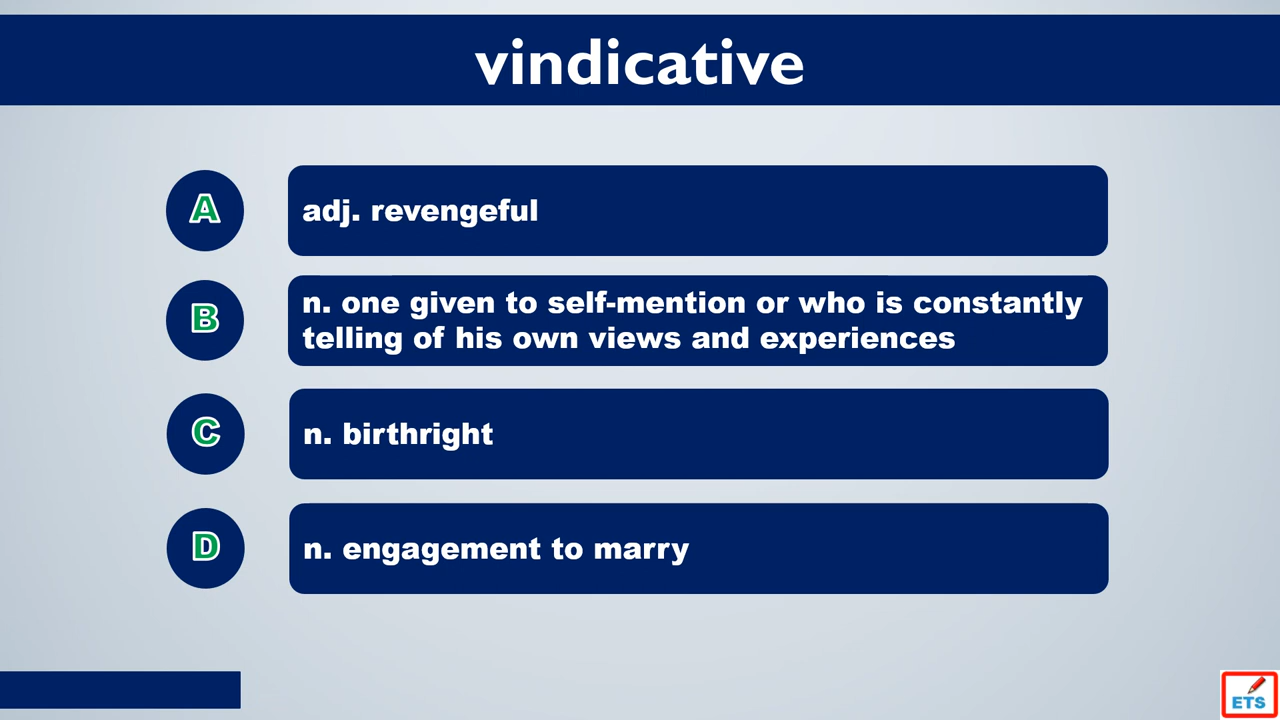 vindicative
A
adj. revengeful
B
n. one given to self-mention or who is constantly
telling of his own views and experiences
C
n. birthright
D
n. engagement to marry
ETS